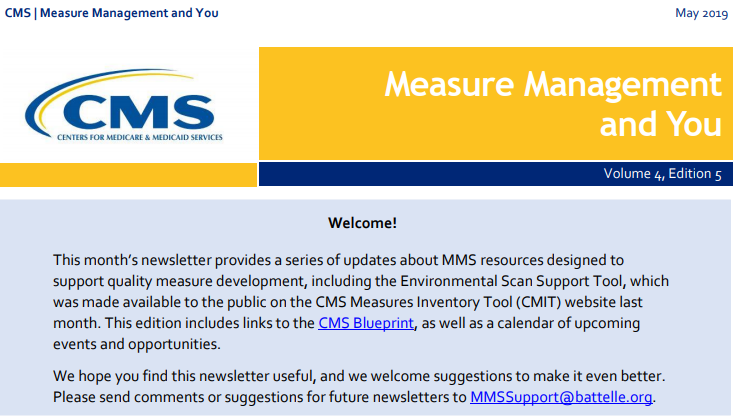 CMS | Measure Management and You
May 2019
CMS
CENTERS FOR MEDICARE & MEDICAID SERVICES
Measure Management
and You
Volume 4, Edition 5
Welcome!
This month’s newsletter provides a series of updates about MMS resources designed to
support quality measure development, including the Environmental Scan Support Tool, which
was made available to the public on the CMS Measures Inventory Tool (CMIT) website last
month. This edition includes links to the CMS Blueprint, as well as a calendar of upcoming
events and opportunities.
We hope you find this newsletter useful, and we welcome suggestions to make it even better.
Please send comments or suggestions for future newsletters to MMSSupport@battelle.org.